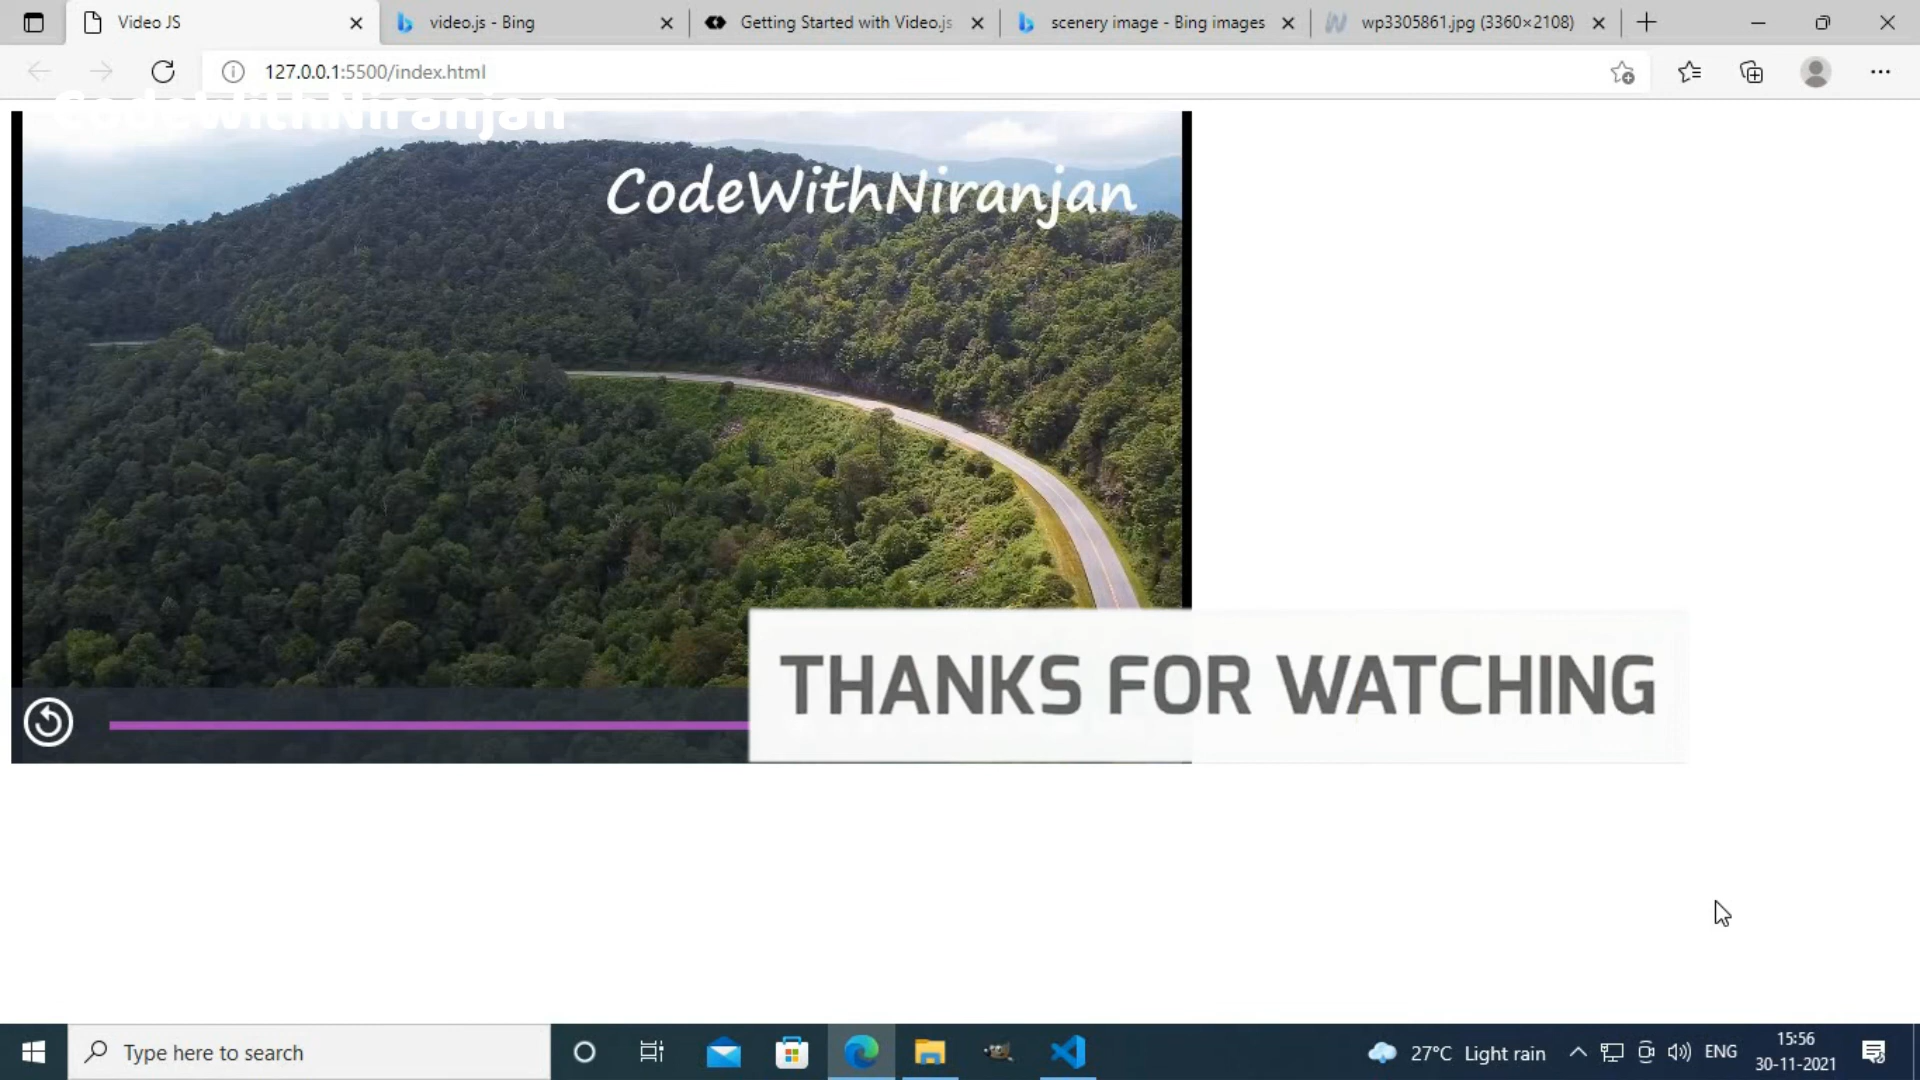 Video JS
video.js - Bing
Getting Started with Video.js
scenery image - Bing images
wp3305861.jpg (3360×2108)
127.0.0.1:5500/index.html
CodeWithNiranjan
CodeWithNiranjan
THANKS FOR WATCHING
Type here to search
27°C Light rain
ENG
15:56
30-11-2021